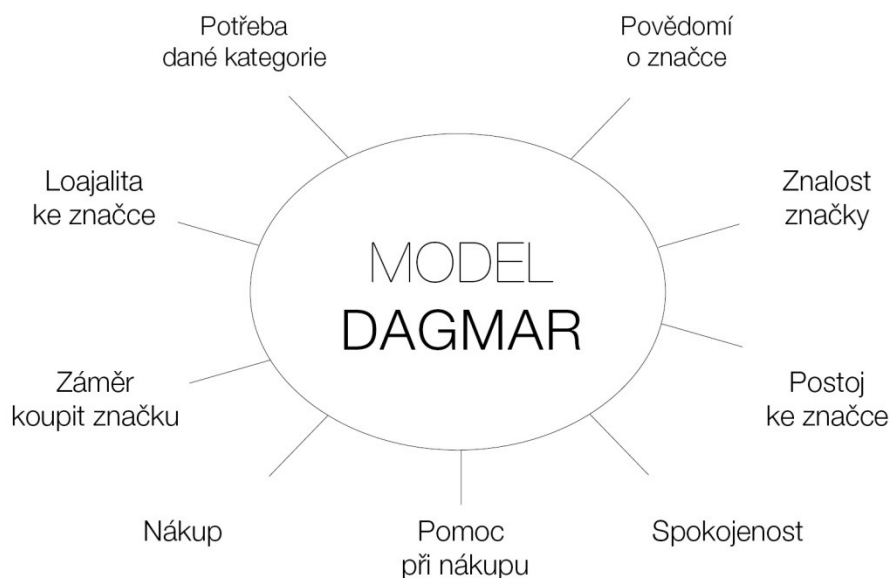 Potřeba
dané kategorie
Povědomí
o značce
Loajalita
ke značce
Znalost
značky
MODEL
DAGMAR
Záměr
koupit značku
Postoj
ke značce
Nákup
Pomoc
při nákupu
Spokojenost